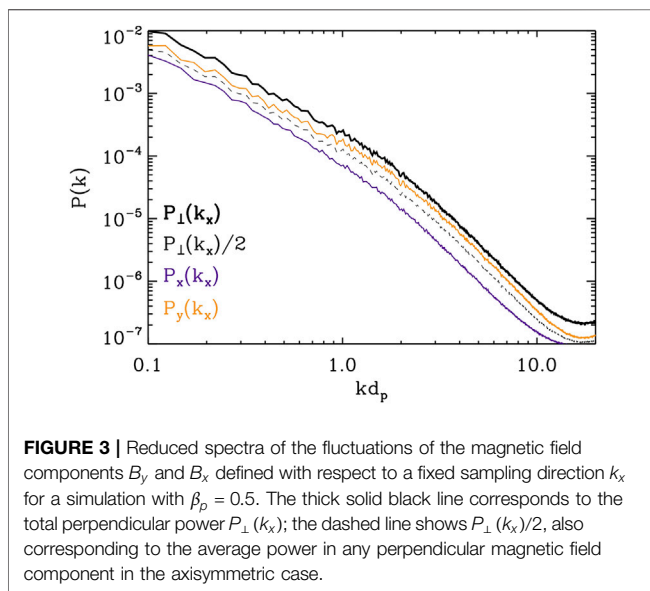 10⁻²
10⁻³
10⁻⁴
10⁻⁵
10⁻⁶
10⁻⁷
P(k)
P⊥(kₓ)
P⊥(kₓ)/2
Pₓ(kₓ)
P_y(kₓ)
0.1 1.0 10.0
kdₚ
FIGURE 3 | Reduced spectra of the fluctuations of the magnetic field
components B_y and Bₓ defined with respect to a fixed sampling direction kₓ
for a simulation with βₚ = 0.5. The thick solid black line corresponds to the
total perpendicular power P⊥(kₓ); the dashed line shows P⊥(kₓ)/2, also
corresponding to the average power in any perpendicular magnetic field
component in the axisymmetric case.